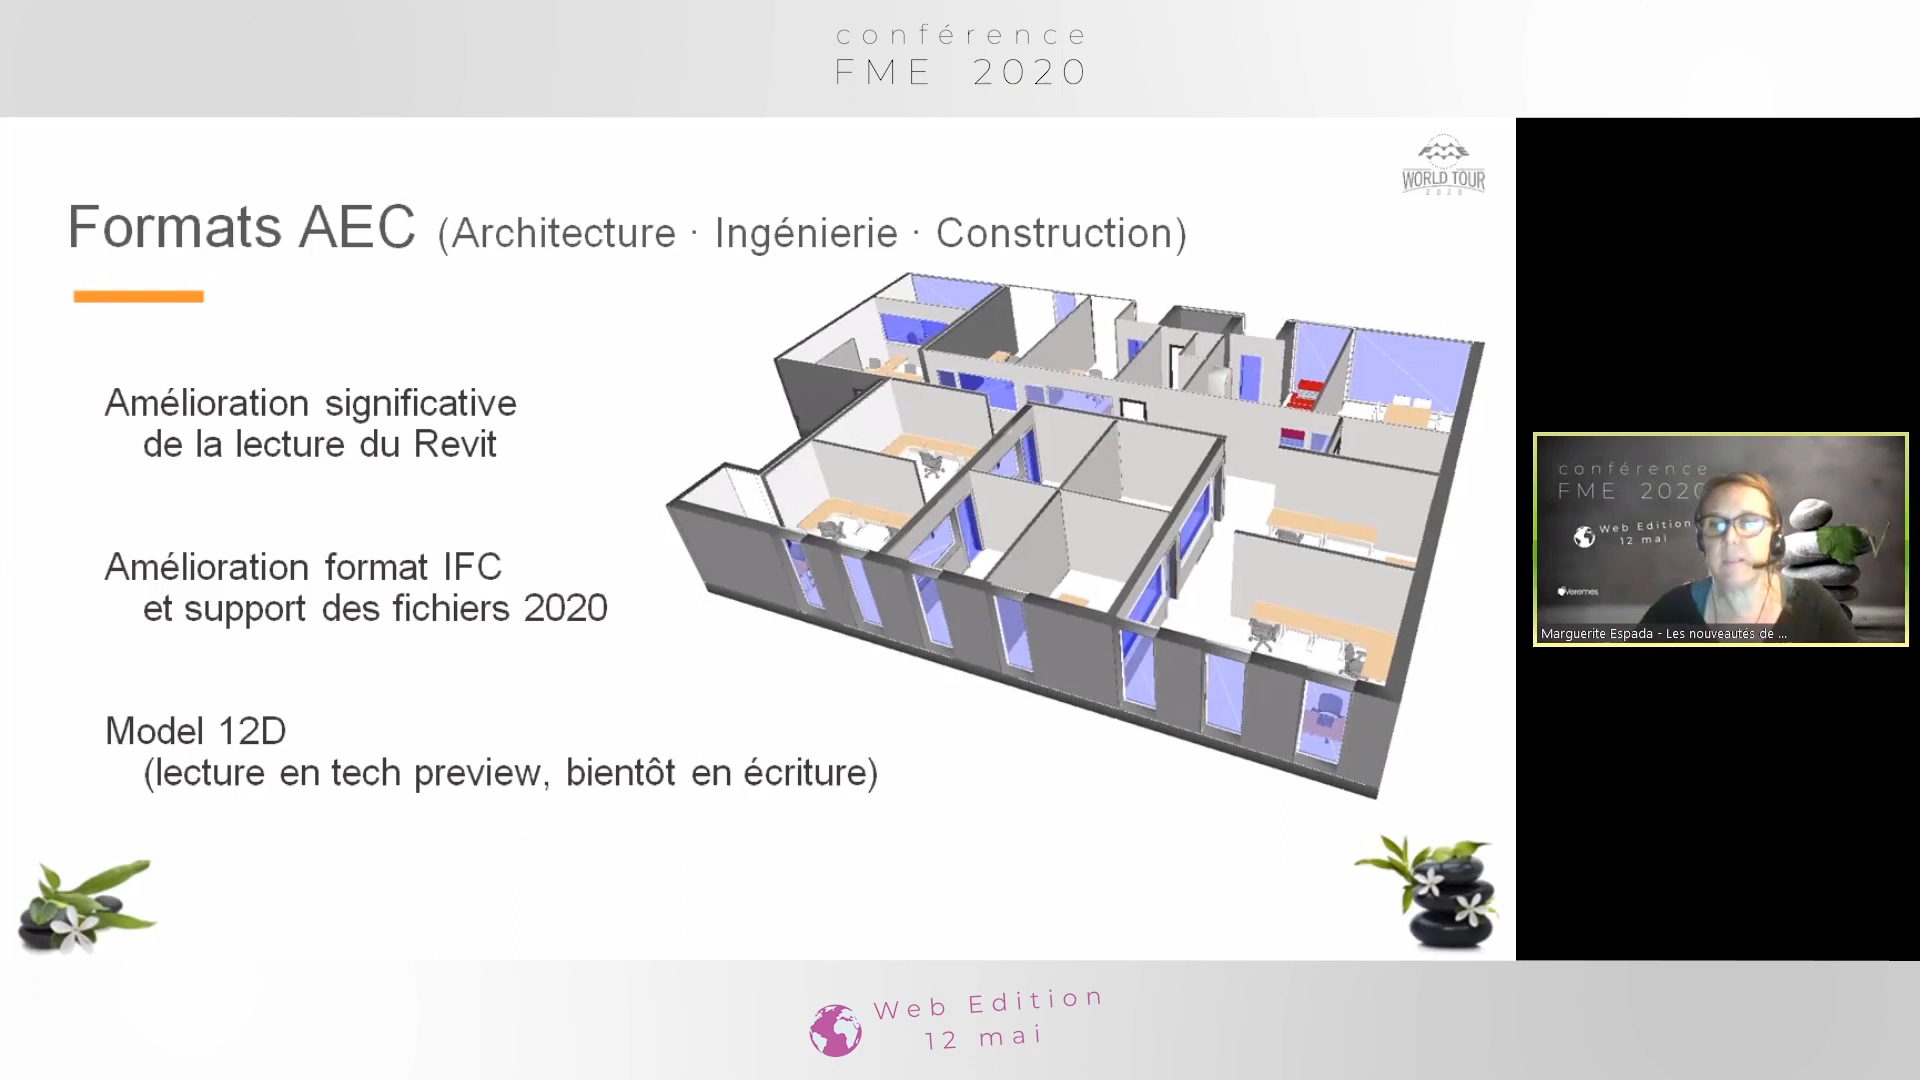 conférence
FME 2020
WORLD TOUR
2020
Formats AEC (Architecture · Ingénierie · Construction)
Amélioration significative
de la lecture du Revit
Amélioration format IFC
et support des fichiers 2020
Model 12D
(lecture en tech preview, bientôt en écriture)
conférence
FME 2020
Web Edition
12 mai
Veremes
Marguerite Espada - Les nouveautés de ...
Web Edition
12 mai